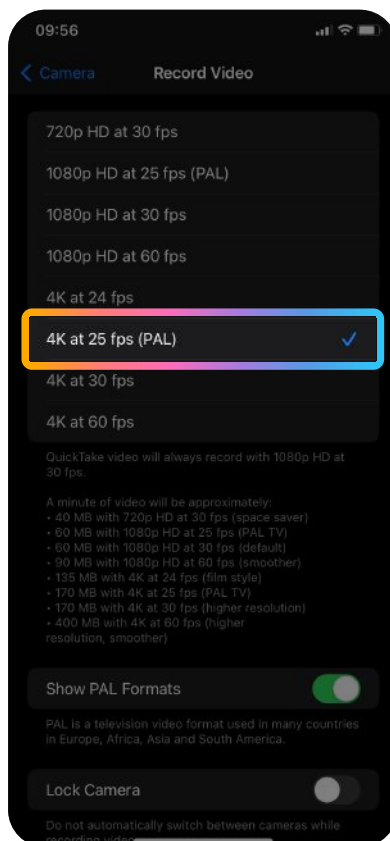 09:56
Camera
Record Video
720p HD at 30 fps
1080p HD at 25 fps (PAL)
1080p HD at 30 fps
1080p HD at 60 fps
4K at 24 fps
4K at 25 fps (PAL)
4K at 30 fps
4K at 60 fps
QuickTake video will always record with 1080p HD at
30 fps.
A minute of video will be approximately:
• 40 MB with 720p HD at 30 fps (space saver)
• 60 MB with 1080p HD at 25 fps (PAL TV)
• 60 MB with 1080p HD at 30 fps (default)
• 90 MB with 1080p HD at 60 fps (smoother)
• 135 MB with 4K at 24 fps (film style)
• 170 MB with 4K at 25 fps (PAL TV)
• 170 MB with 4K at 30 fps (higher resolution)
• 400 MB with 4K at 60 fps (higher
resolution, smoother)
Show PAL Formats
PAL is a television video format used in many countries
in Europe, Africa, Asia and South America.
Lock Camera
Do not automatically switch between cameras while
recording video